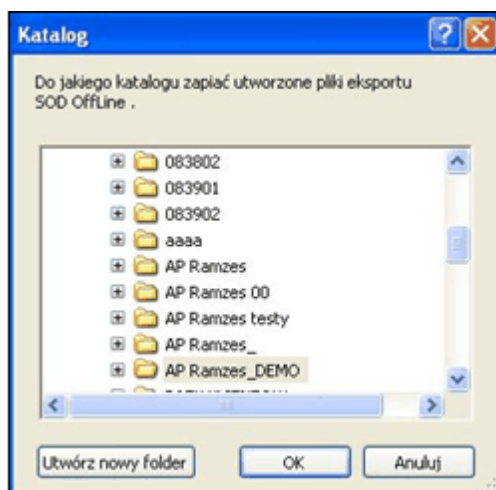 Katalog
Do jakiego katalogu zapiać utworzone pliki eksportu
SOD OffLine .
083802
083901
083902
aaaa
AP Ramzes
AP Ramzes 00
AP Ramzes testy
AP Ramzes_
AP Ramzes_DEMO
Utwórz nowy folder OK Anuluj